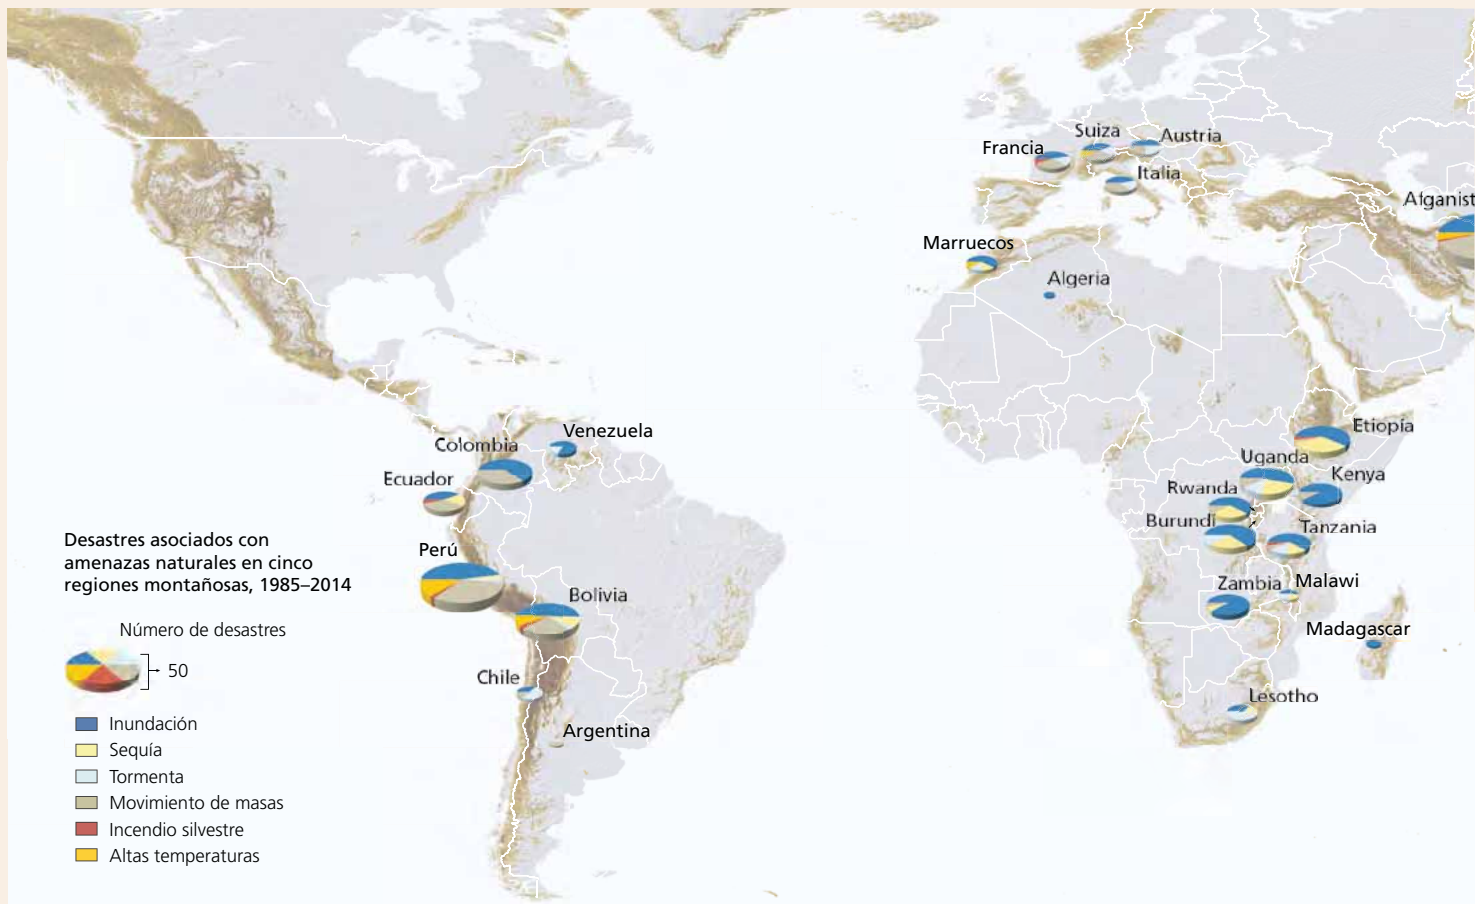 Suiza
Austria
Francia
Italia
Afganist
Marruecos
Algeria
Venezuela
Colombia
Ecuador
Etiopía
Uganda
Kenya
Rwanda
Burundi
Tanzania
Perú
Bolivia
Zambia
Malawi
Madagascar
Chile
Lesotho
Argentina
Desastres asociados con
amenazas naturales en cinco
regiones montañosas, 1985–2014
Número de desastres
50
Inundación
Sequía
Tormenta
Movimiento de masas
Incendio silvestre
Altas temperaturas